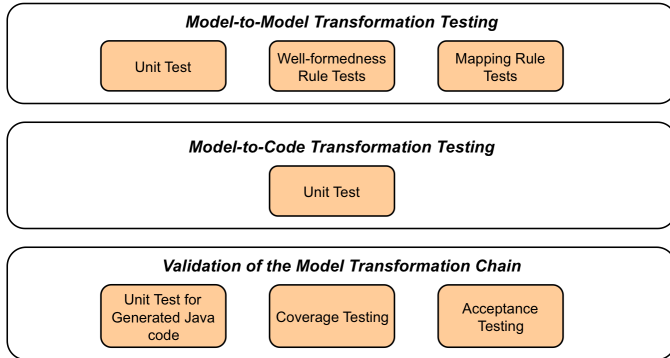 Model-to-Model Transformation Testing
Unit Test
Well-formedness
Rule Tests
Mapping Rule
Tests
Model-to-Code Transformation Testing
Unit Test
Validation of the Model Transformation Chain
Unit Test for
Generated Java
code
Coverage Testing
Acceptance
Testing